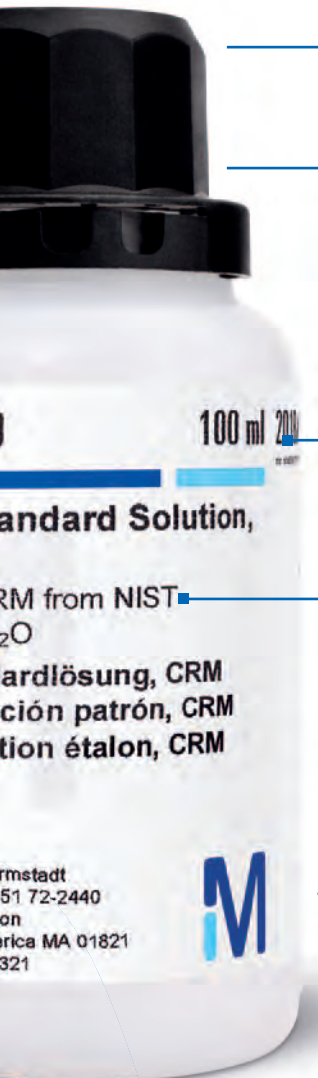 100 ml
andard Solution,
RM from NIST
₂O
ardlösung, CRM
ción patrón, CRM
tion étalon, CRM
rmstadt
51 72-2440
on
erica MA 01821
321
M